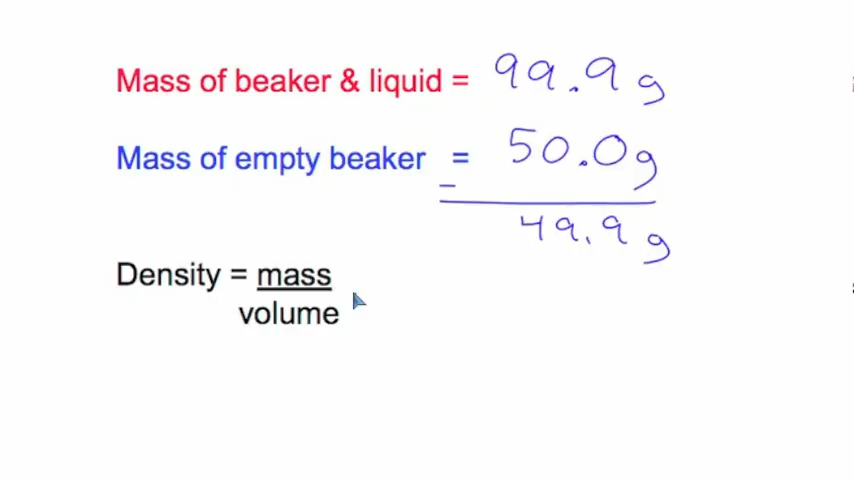 Mass of beaker & liquid = 99.9g
Mass of empty beaker = 50.0g
- 49.9g
Density = mass
volume